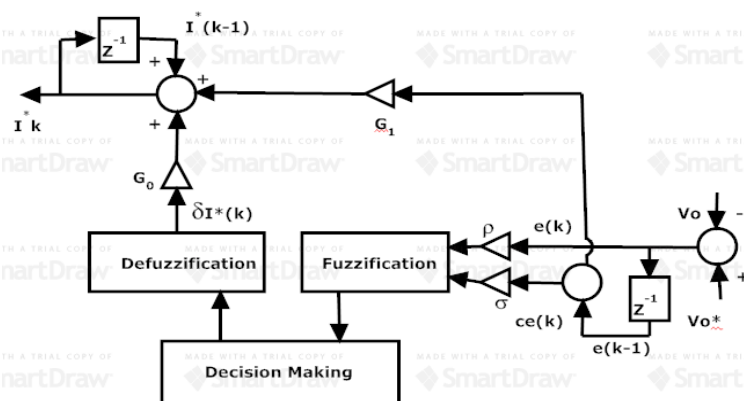 I*(k-1)
Z-1
+
+
+
I*k
G1
G0
δI*(k)
Vo
-
ρ
e(k)
Defuzzification
Fuzzification
+
σ
Z-1
ce(k)
Vo*
e(k-1)
Decision Making
MADE WITH A TRIAL COPY OF
SmartDraw